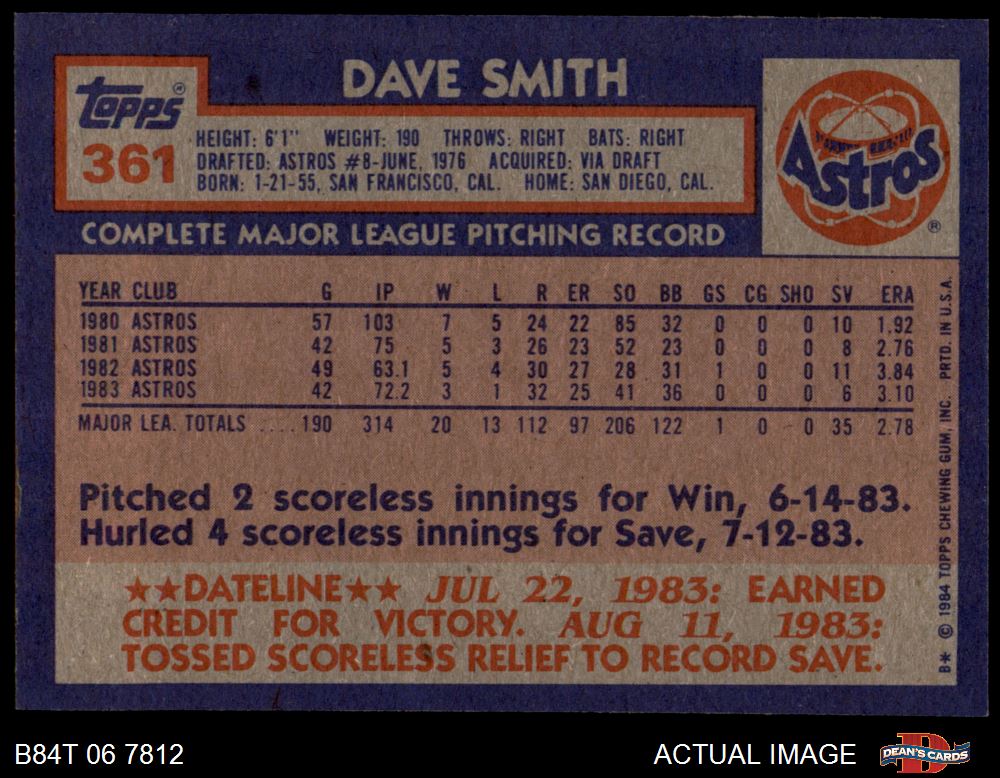 DAVE SMITH
Topps®
361
HEIGHT: 6'1" WEIGHT: 190 THROWS: RIGHT BATS: RIGHT
DRAFTED: ASTROS #8-JUNE, 1976 ACQUIRED: VIA DRAFT
BORN: 1-21-55, SAN FRANCISCO, CAL. HOME: SAN DIEGO, CAL.
Astros
®
COMPLETE MAJOR LEAGUE PITCHING RECORD
YEAR CLUB G IP W L R ER SO BB GS CG SHO SV ERA
1980 ASTROS 57 103 7 5 24 22 85 32 0 0 0 10 1.92
1981 ASTROS 42 75 5 3 26 23 52 23 0 0 0 8 2.76
1982 ASTROS 49 63.1 5 4 30 27 28 31 1 0 0 11 3.84
1983 ASTROS 42 72.2 3 1 32 25 41 36 0 0 0 6 3.10
MAJOR LEA. TOTALS .... 190 314 20 13 112 97 206 122 1 0 0 35 2.78
Pitched 2 scoreless innings for Win, 6-14-83.
Hurled 4 scoreless innings for Save, 7-12-83.
★★DATELINE★★ JUL 22, 1983: EARNED
CREDIT FOR VICTORY. AUG 11, 1983:
TOSSED SCORELESS RELIEF TO RECORD SAVE.
B* © 1984 TOPPS CHEWING GUM, INC. PRTD. IN U.S.A.
B84T 06 7812
ACTUAL IMAGE
DEAN'S CARDS